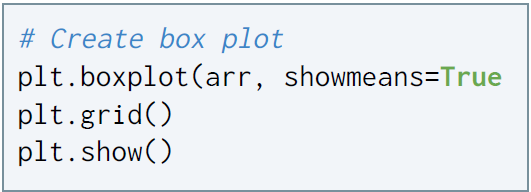 # Create box plot
plt.boxplot(arr, showmeans=True
plt.grid()
plt.show()